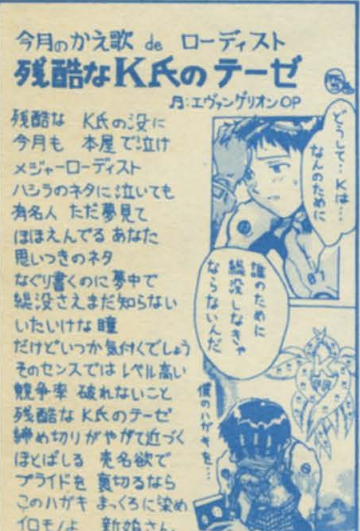 今月のかえ歌 de ローディスト
残酷なK氏のテーゼ
♬:エヴァンゲリオンOP
残酷な K氏の没に
今月も 本屋で泣け
メジャーローディスト
ハシラのネタに泣いても
有名人 ただ夢見て
ほほえんでる あなた
思いつきのネタ
なぐり書くのに夢中で
総没さえまだ知らない
いたいけな瞳
だけどいつか気付くでしょう
そのセンスでは レベル高い
競争率 破れないこと
残酷な K氏のテーゼ
締め切りがやがて近づく
ほとばしる 売名欲で
プライドを 裏切るなら
このハガキ まっくろに染め
イロモノよ 新婚さん
どうして…Kは…
なんのために
誰のために
総没しなきゃ
ならないんだ
僕のハガキを…
01